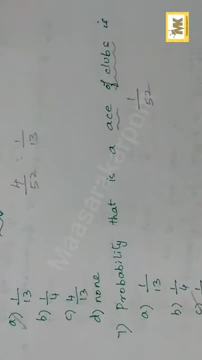 a) 1/13
4/52 = 1/13
b) 1/4
c) 4/13
d) none
7) Probability that is a ace of clubs is
a) 1/13
1/52
b) 1/4
MK